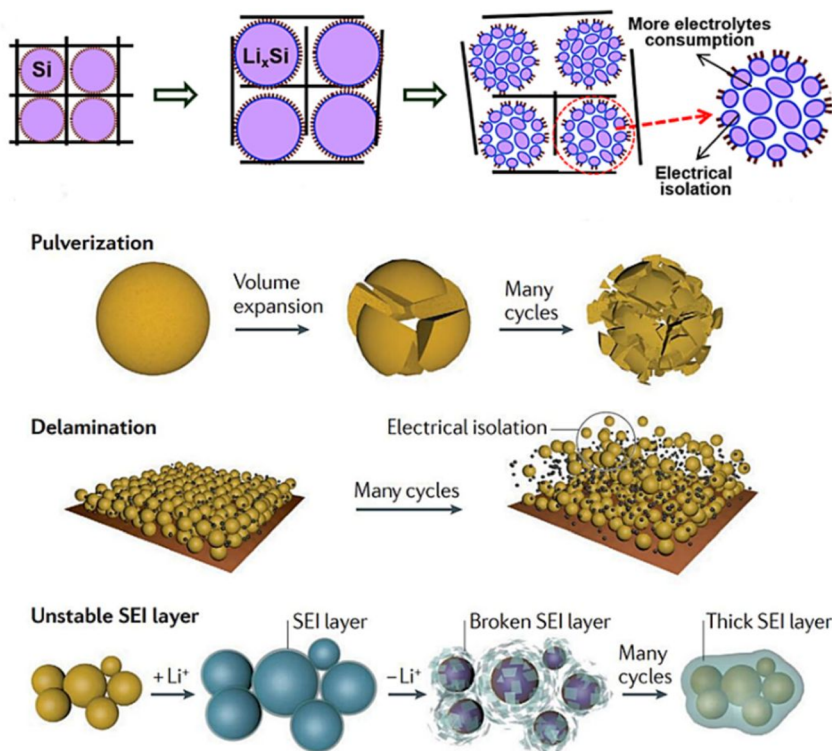 More electrolytes
consumption
Si
LiₓSi
Electrical
isolation
Pulverization
Volume
expansion
Many
cycles
Delamination
Electrical isolation
Many cycles
Unstable SEI layer
SEI layer
Broken SEI layer
Thick SEI layer
+ Li⁺
− Li⁺
Many
cycles